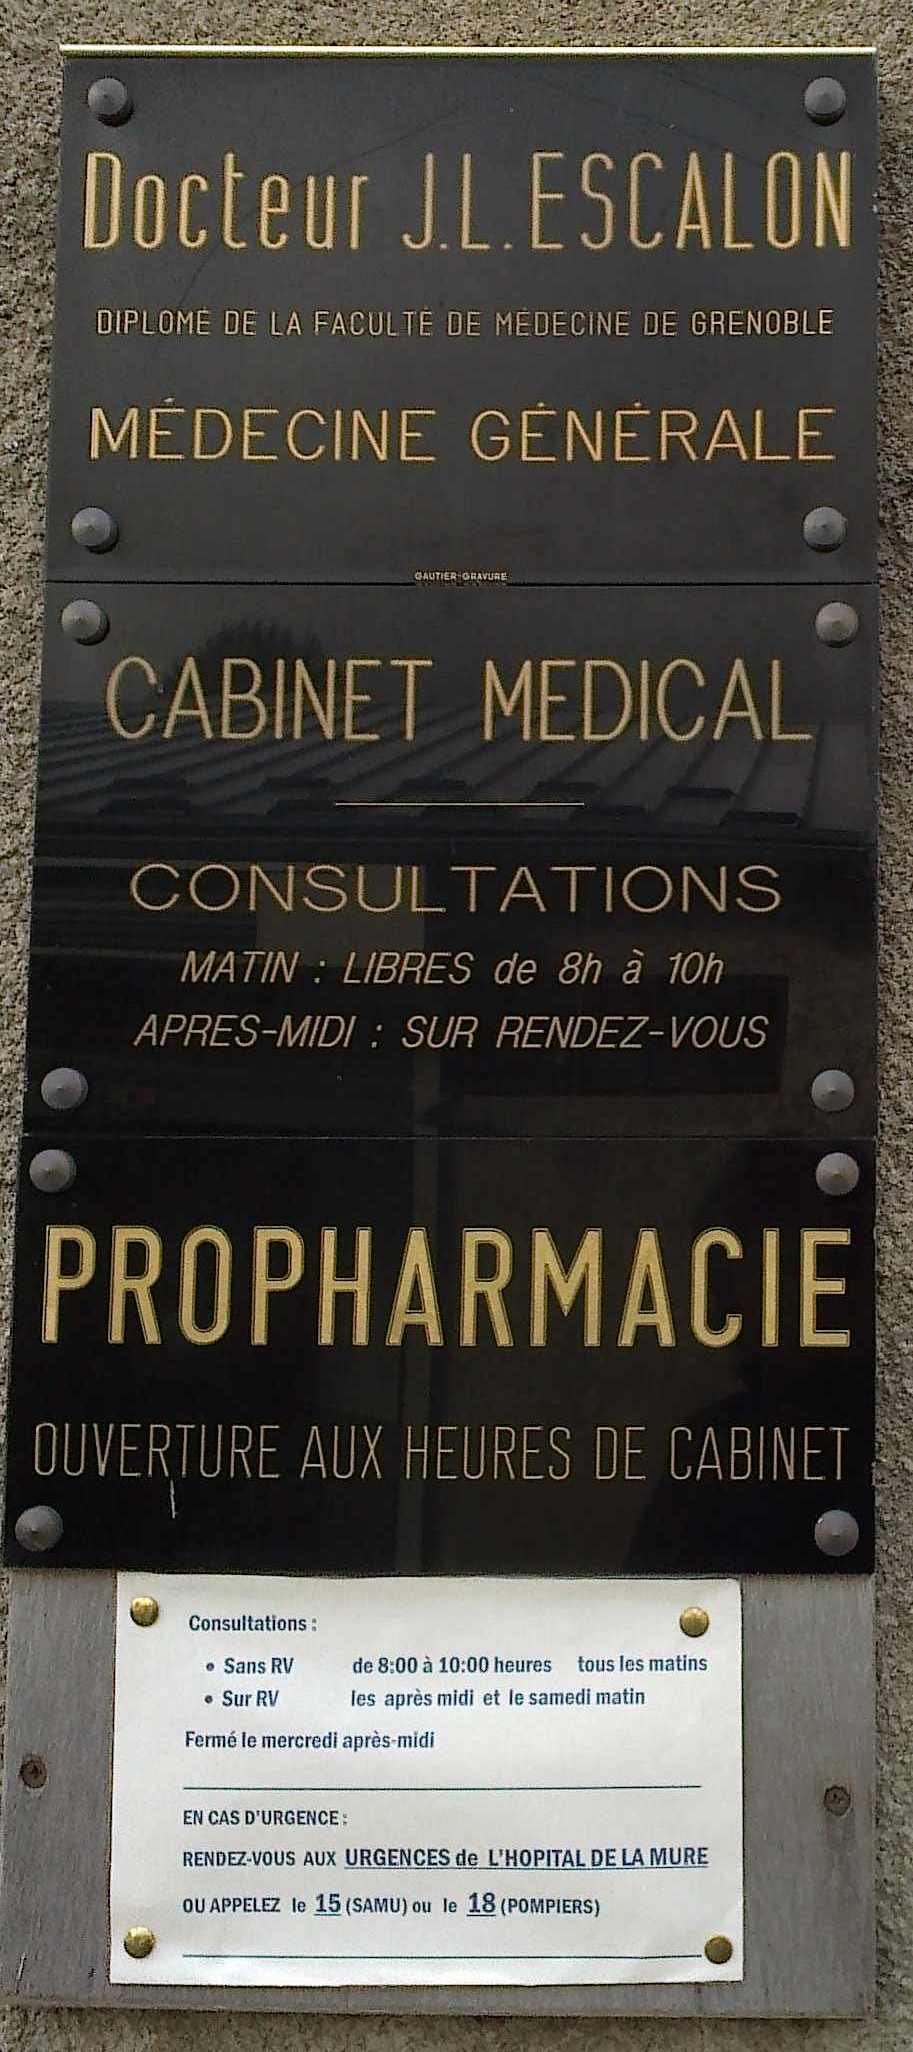 Docteur J.L. ESCALON
DIPLOMÉ DE LA FACULTÉ DE MÉDECINE DE GRENOBLE
MÉDECINE GÉNÉRALE
GAUTIER-GRAVURE
CABINET MEDICAL
CONSULTATIONS
MATIN : LIBRES de 8h à 10h
APRES-MIDI : SUR RENDEZ-VOUS
PROPHARMACIE
OUVERTURE AUX HEURES DE CABINET
Consultations :
• Sans RV de 8:00 à 10:00 heures tous les matins
• Sur RV les après midi et le samedi matin
Fermé le mercredi après-midi
EN CAS D'URGENCE :
RENDEZ-VOUS AUX URGENCES de L'HOPITAL DE LA MURE
OU APPELEZ le 15 (SAMU) ou le 18 (POMPIERS)